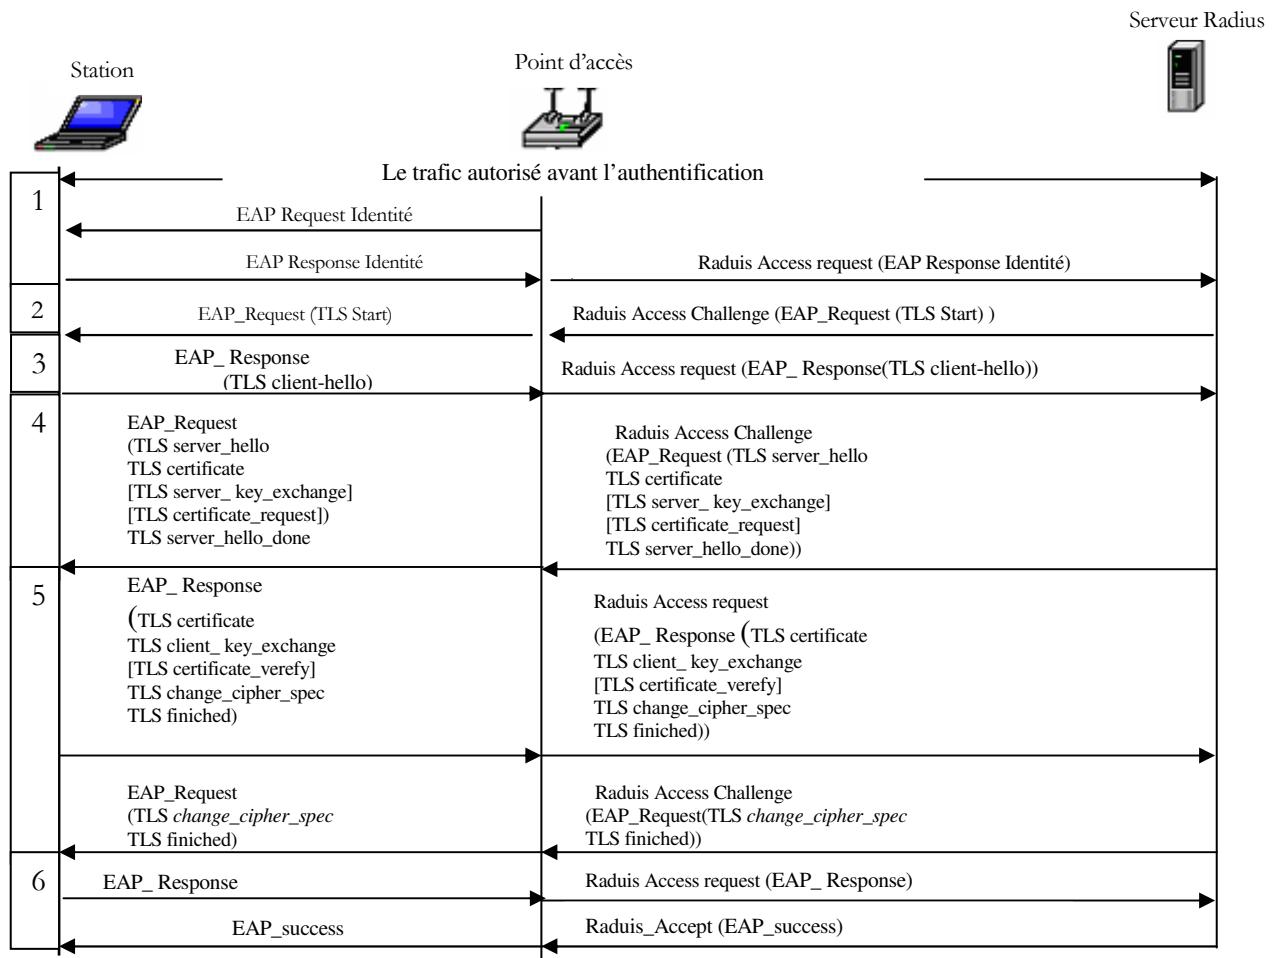 Serveur Radius
Point d'accès
Station
Le trafic autorisé avant l'authentification
1
EAP Request Identité
EAP Response Identité
Raduis Access request (EAP Response Identité)
2
EAP_Request (TLS Start)
Raduis Access Challenge (EAP_Request (TLS Start) )
3
EAP_ Response
(TLS client-hello)
Raduis Access request (EAP_ Response(TLS client-hello))
4
EAP_Request
(TLS server_hello
TLS certificate
[TLS server_ key_exchange]
[TLS certificate_request])
TLS server_hello_done
Raduis Access Challenge
(EAP_Request (TLS server_hello
TLS certificate
[TLS server_ key_exchange]
[TLS certificate_request]
TLS server_hello_done))
5
EAP_ Response
(TLS certificate
TLS client_ key_exchange
[TLS certificate_verefy]
TLS change_cipher_spec
TLS finiched)
Raduis Access request
(EAP_ Response (TLS certificate
TLS client_ key_exchange
[TLS certificate_verefy]
TLS change_cipher_spec
TLS finiched))
EAP_Request
(TLS change_cipher_spec
TLS finiched)
Raduis Access Challenge
(EAP_Request(TLS change_cipher_spec
TLS finiched))
6
EAP_ Response
Raduis Access request (EAP_ Response)
EAP_success
Raduis_Accept (EAP_success)